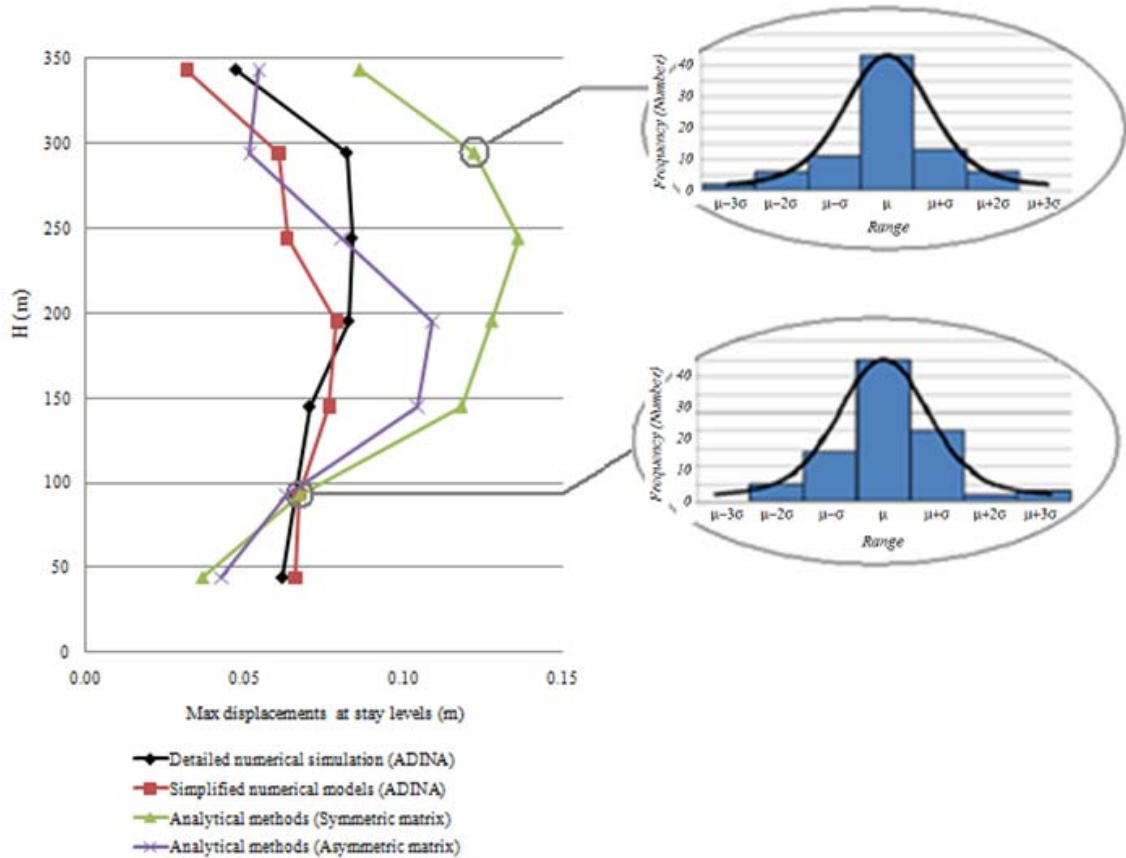 350
300
250
200
150
100
50
0
H (m)
0.00 0.05 0.10 0.15
Max displacements at stay levels (m)
Detailed numerical simulation (ADINA)
Simplified numerical models (ADINA)
Analytical methods (Symmetric matrix)
Analytical methods (Asymmetric matrix)
Frequency (Number)
40
30
20
10
0
μ−3σ μ−2σ μ−σ μ μ+σ μ+2σ μ+3σ
Range
Frequency (Number)
40
30
20
10
0
μ−3σ μ−2σ μ−σ μ μ+σ μ+2σ μ+3σ
Range